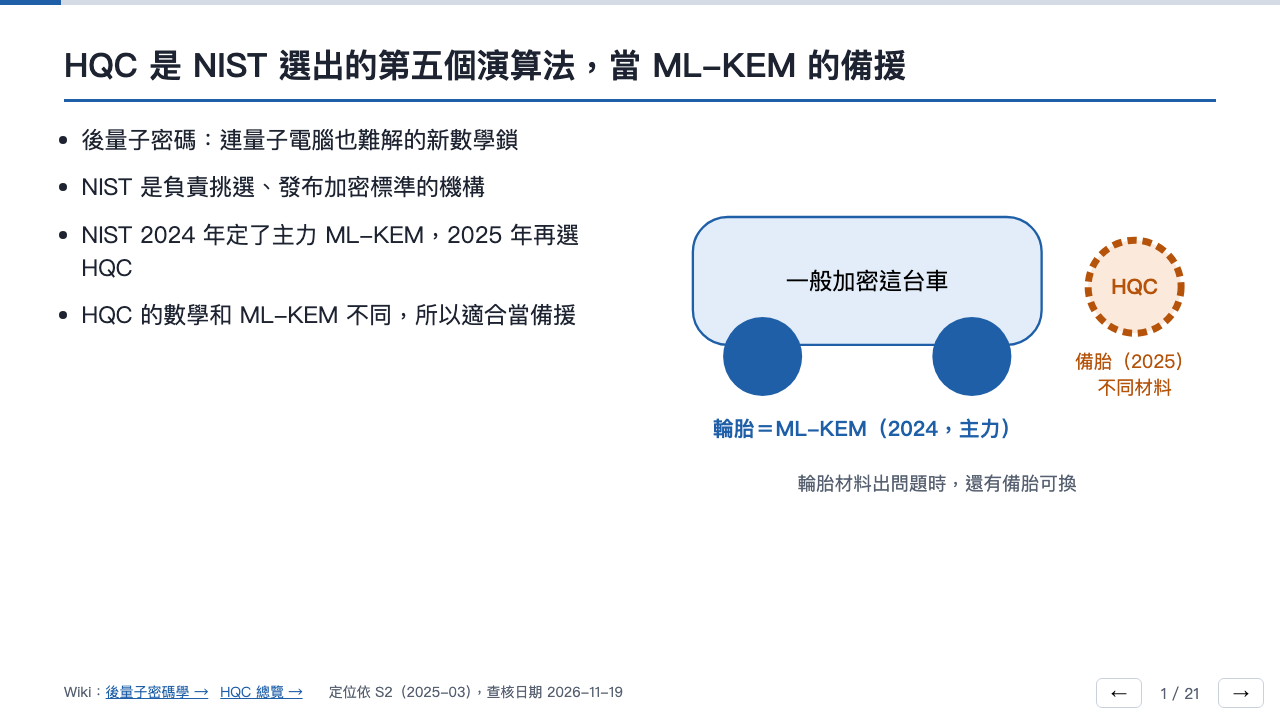 HQC 是 NIST 選出的第五個演算法，當 ML–KEM 的備援
• 後量子密碼：連量子電腦也難解的新數學鎖
• NIST 是負責挑選、發布加密標準的機構
• NIST 2024 年定了主力 ML–KEM，2025 年再選
HQC
• HQC 的數學和 ML–KEM 不同，所以適合當備援
一般加密這台車
HQC
備胎（2025）
不同材料
輪胎＝ML–KEM（2024，主力）
輪胎材料出問題時，還有備胎可換
Wiki：後量子密碼學 → HQC 總覽 → 定位依 S2（2025–03），查核日期 2026–11–19
← 1 / 21 →